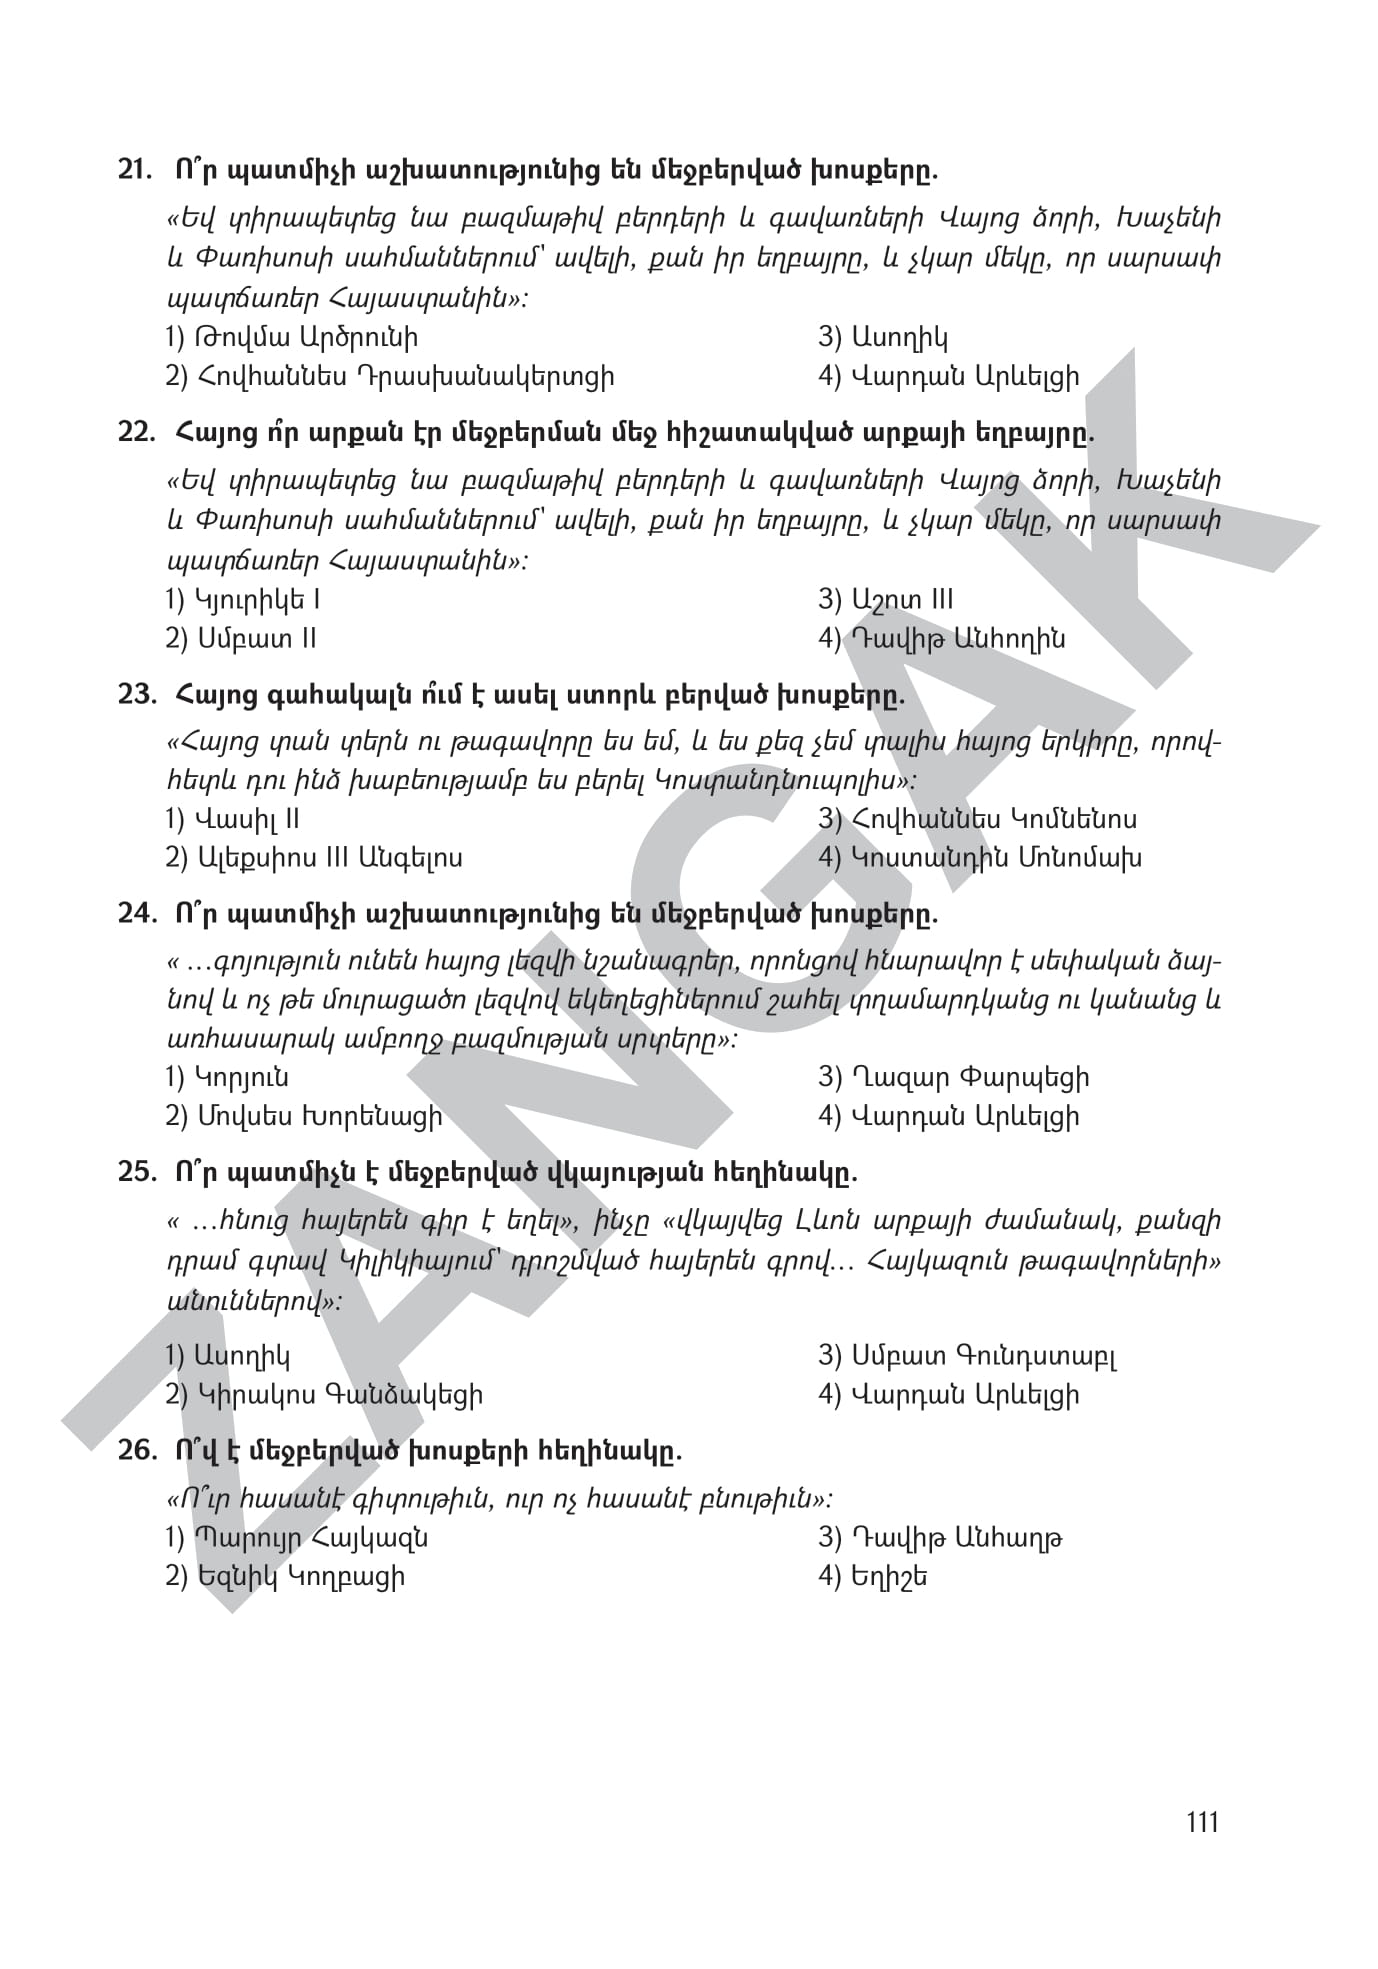 21. Ո՞ր պատմիչի աշխատությունից են մեջբերված խոսքերը.
«Եվ տիրապետեց նա բազմաթիվ բերդերի և գավառների Վայոց ձորի, Խաչենի
և Փառիսոսի սահմաններում՝ ավելի, քան իր եղբայրը, և չկար մեկը, որ սարսափ
պատճառեր Հայաստանին»:
1) Թովմա Արծրունի
3) Ասողիկ
2) Հովհաննես Դրասխանակերտցի
4) Վարդան Արևելցի
22. Հայոց ո՞ր արքան էր մեջբերման մեջ հիշատակված արքայի եղբայրը.
«Եվ տիրապետեց նա բազմաթիվ բերդերի և գավառների Վայոց ձորի, Խաչենի
և Փառիսոսի սահմաններում՝ ավելի, քան իր եղբայրը, և չկար մեկը, որ սարսափ
պատճառեր Հայաստանին»:
1) Կյուրիկե I
3) Աշոտ III
2) Սմբատ II
4) Դավիթ Անհողին
23. Հայոց գահակալն ո՞ւմ է ասել ստորև բերված խոսքերը.
«Հայոց տան տերն ու թագավորը ես եմ, և ես քեզ չեմ տալիս հայոց երկիրը, որով-
հետև դու ինձ խաբեությամբ ես բերել Կոստանդնուպոլիս»:
1) Վասիլ II
3) Հովհաննես Կոմնենոս
2) Ալեքսիոս III Անգելոս
4) Կոստանդին Մոնոմախ
24. Ո՞ր պատմիչի աշխատությունից են մեջբերված խոսքերը.
« …գոյություն ունեն հայոց լեզվի նշանագրեր, որոնցով հնարավոր է սեփական ձայ-
նով և ոչ թե մուրացածո լեզվով եկեղեցիներում շահել տղամարդկանց ու կանանց և
առհասարակ ամբողջ բազմության սրտերը»:
1) Կորյուն
3) Ղազար Փարպեցի
2) Մովսես Խորենացի
4) Վարդան Արևելցի
25. Ո՞ր պատմիչն է մեջբերված վկայության հեղինակը.
« …հնուց հայերեն գիր է եղել», ինչը «վկայվեց Լևոն արքայի ժամանակ, քանզի
դրամ գտավ Կիլիկիայում՝ դրոշմված հայերեն գրով… Հայկազուն թագավորների»
անուններով»:
1) Ասողիկ
3) Սմբատ Գունդստաբլ
2) Կիրակոս Գանձակեցի
4) Վարդան Արևելցի
26. Ո՞վ է մեջբերված խոսքերի հեղինակը.
«Ո՞ւր հասանէ գիտութիւն, ուր ոչ հասանէ բնութիւն»:
1) Պարույր Հայկազն
3) Դավիթ Անհաղթ
2) Եզնիկ Կողբացի
4) Եղիշե
ZANGAK
111